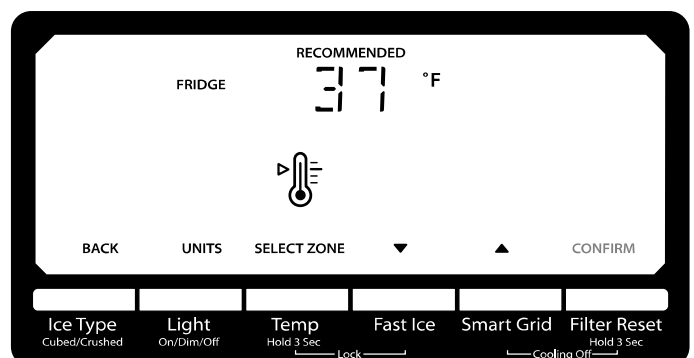 RECOMMENDED
FRIDGE 37 °F
BACK UNITS SELECT ZONE ▼ ▲ CONFIRM
Ice Type Light Temp Fast Ice Smart Grid Filter Reset
Cubed/Crushed On/Dim/Off Hold 3 Sec Hold 3 Sec
Lock Cooling Off